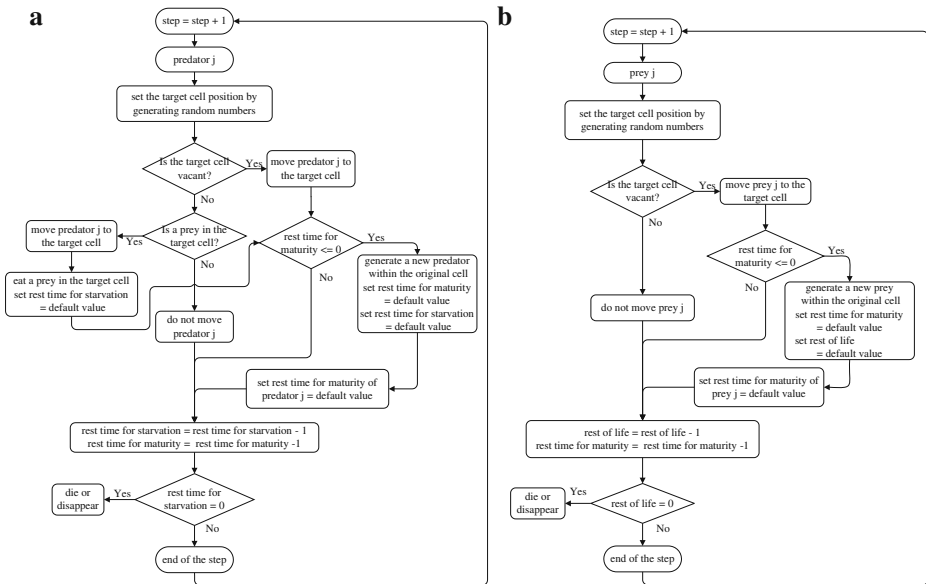 a
step = step + 1
predator j
set the target cell position by
generating random numbers
Is the target cell
vacant?
Yes
move predator j to
the target cell
No
Is a prey in the
target cell?
Yes
move predator j to
the target cell
eat a prey in the target cell
set rest time for starvation
= default value
No
do not move
predator j
rest time for
maturity <= 0
Yes
generate a new predator
within the original cell
set rest time for maturity
= default value
set rest time for starvation
= default value
No
set rest time for maturity of
predator j = default value
rest time for starvation = rest time for starvation - 1
rest time for maturity = rest time for maturity -1
rest time for
starvation = 0
Yes
die or
disappear
No
end of the step
b
step = step + 1
prey j
set the target cell position by
generating random numbers
Is the target cell
vacant?
Yes
move prey j to the
target cell
No
rest time for
maturity <= 0
Yes
generate a new prey
within the original cell
set rest time for maturity
= default value
set rest of life
= default value
No
do not move prey j
set rest time for maturity of
prey j = default value
rest of life = rest of life - 1
rest time for maturity = rest time for maturity -1
rest of life = 0
Yes
die or
disappear
No
end of the step